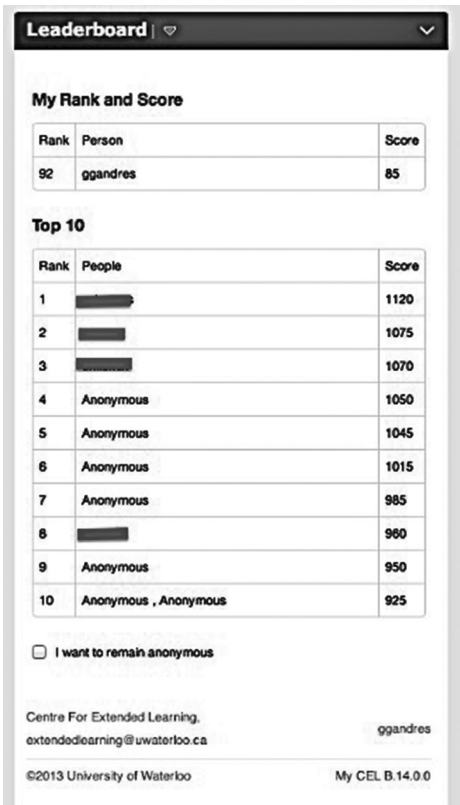 Leaderboard
My Rank and Score
Rank Person Score
92 ggandres 85
Top 10
Rank People Score
1 1120
2 1075
3 1070
4 Anonymous 1050
5 Anonymous 1045
6 Anonymous 1015
7 Anonymous 985
8 960
9 Anonymous 950
10 Anonymous , Anonymous 925
I want to remain anonymous
Centre For Extended Learning,
extendedlearning@uwaterloo.ca ggandres
©2013 University of Waterloo My CEL B.14.0.0